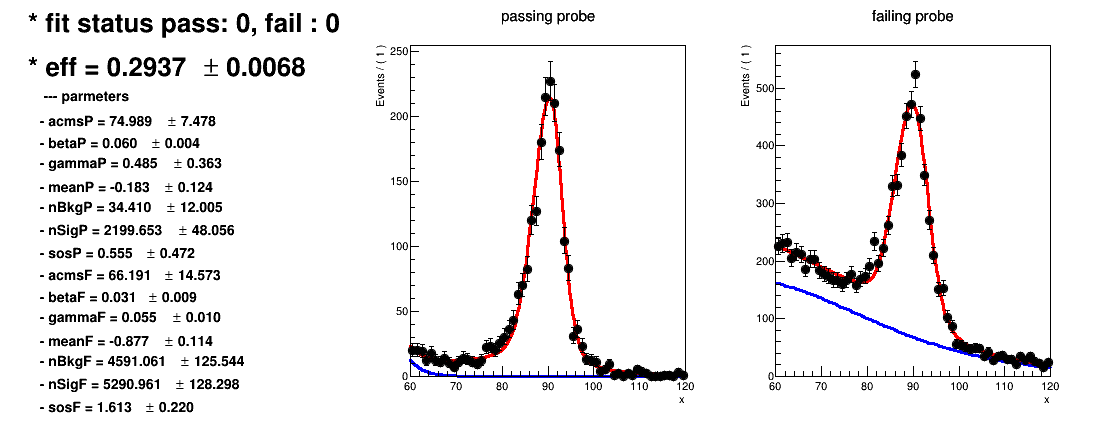 * fit status pass: 0, fail : 0
* eff = 0.2937 ± 0.0068
--- parmeters
- acmsP = 74.989 ± 7.478
- betaP = 0.060 ± 0.004
- gammaP = 0.485 ± 0.363
- meanP = -0.183 ± 0.124
- nBkgP = 34.410 ± 12.005
- nSigP = 2199.653 ± 48.056
- sosP = 0.555 ± 0.472
- acmsF = 66.191 ± 14.573
- betaF = 0.031 ± 0.009
- gammaF = 0.055 ± 0.010
- meanF = -0.877 ± 0.114
- nBkgF = 4591.061 ± 125.544
- nSigF = 5290.961 ± 128.298
- sosF = 1.613 ± 0.220
passing probe
Events / ( 1 )
250
200
150
100
50
0
60 70 80 90 100 110 120
x
failing probe
Events / ( 1 )
500
400
300
200
100
0
60 70 80 90 100 110 120
x